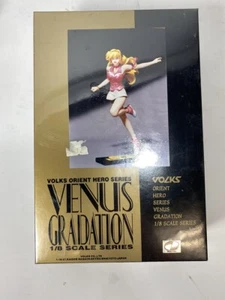 VOLKS ORIENT HERO SERIES
VENUS
GRADATION
1/8 SCALE SERIES
VOLKS
ORIENT
HERO
SERIES
VENUS
GRADATION
1/8 SCALE-SERIES